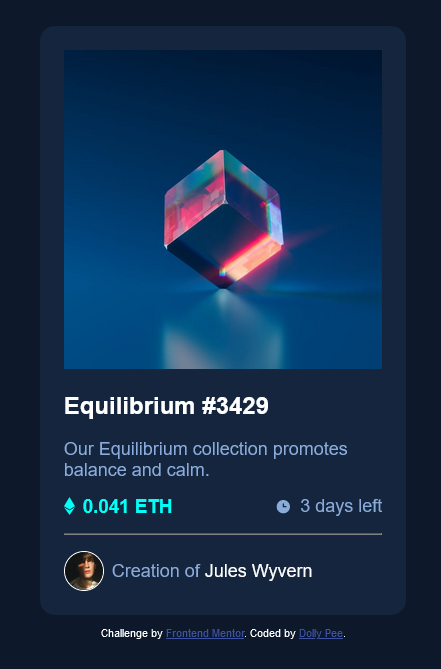 Equilibrium #3429
Our Equilibrium collection promotes
balance and calm.
0.041 ETH
3 days left
Creation of Jules Wyvern
Challenge by Frontend Mentor. Coded by Dolly Pee.